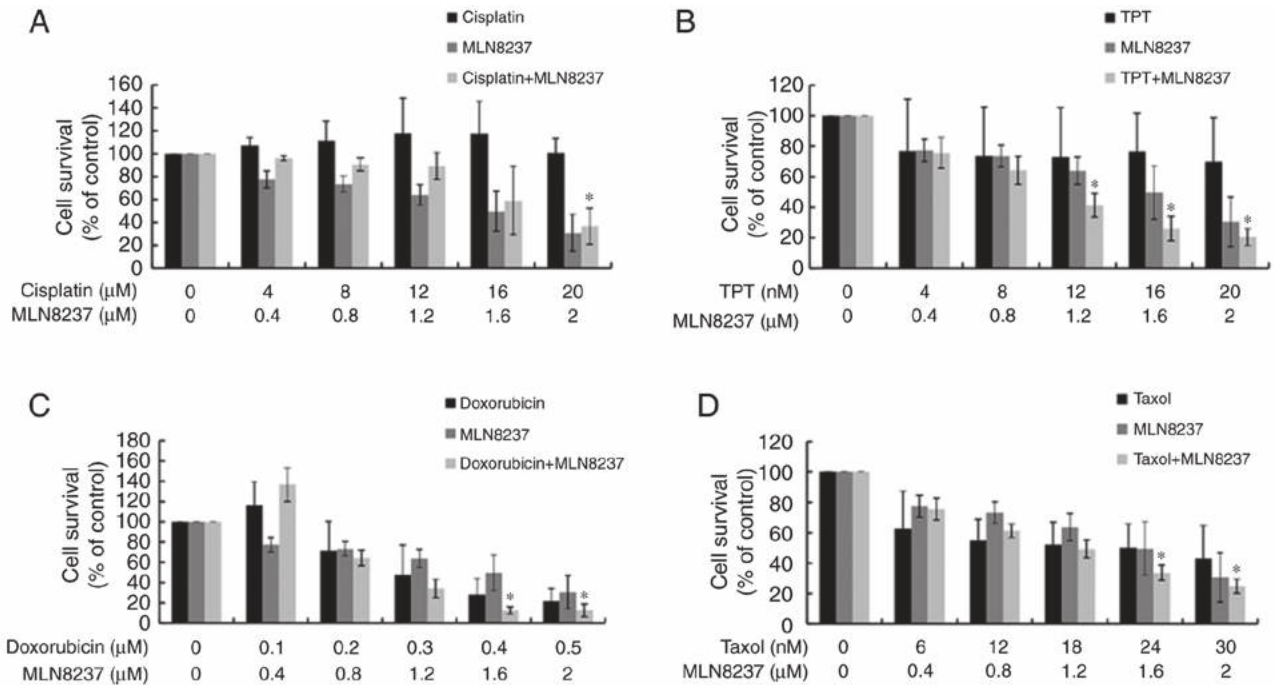 A
Cisplatin
MLN8237
Cisplatin+MLN8237
Cell survival
(% of control)
160
140
120
100
80
60
40
20
0
*
Cisplatin (μM) 0 4 8 12 16 20
MLN8237 (μM) 0 0.4 0.8 1.2 1.6 2
B
TPT
MLN8237
TPT+MLN8237
Cell survival
(% of control)
120
100
80
60
40
20
0
* * *
TPT (nM) 0 4 8 12 16 20
MLN8237 (μM) 0 0.4 0.8 1.2 1.6 2
C
Doxorubicin
MLN8237
Doxorubicin+MLN8237
Cell survival
(% of control)
180
160
140
120
100
80
60
40
20
0
* *
Doxorubicin (μM) 0 0.1 0.2 0.3 0.4 0.5
MLN8237 (μM) 0 0.4 0.8 1.2 1.6 2
D
Taxol
MLN8237
Taxol+MLN8237
Cell survival
(% of control)
120
100
80
60
40
20
0
* *
Taxol (nM) 0 6 12 18 24 30
MLN8237 (μM) 0 0.4 0.8 1.2 1.6 2